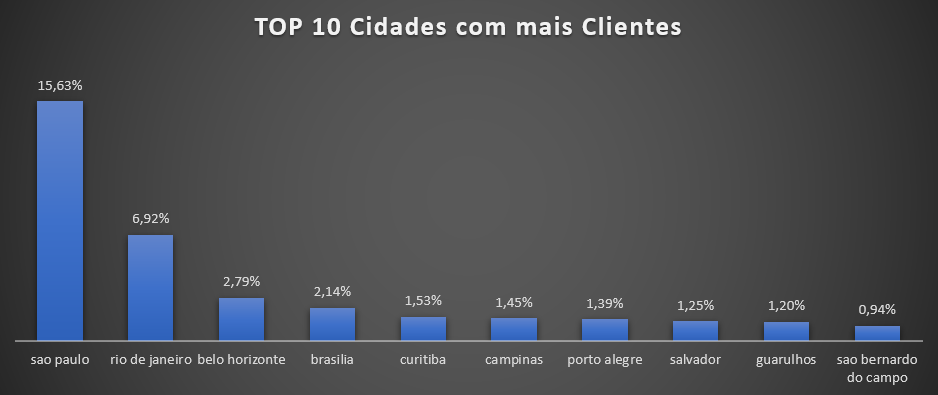 TOP 10 Cidades com mais Clientes
15,63%
6,92%
2,79%
2,14%
1,53%
1,45%
1,39%
1,25%
1,20%
0,94%
sao paulo
rio de janeiro
belo horizonte
brasilia
curitiba
campinas
porto alegre
salvador
guarulhos
sao bernardo
do campo